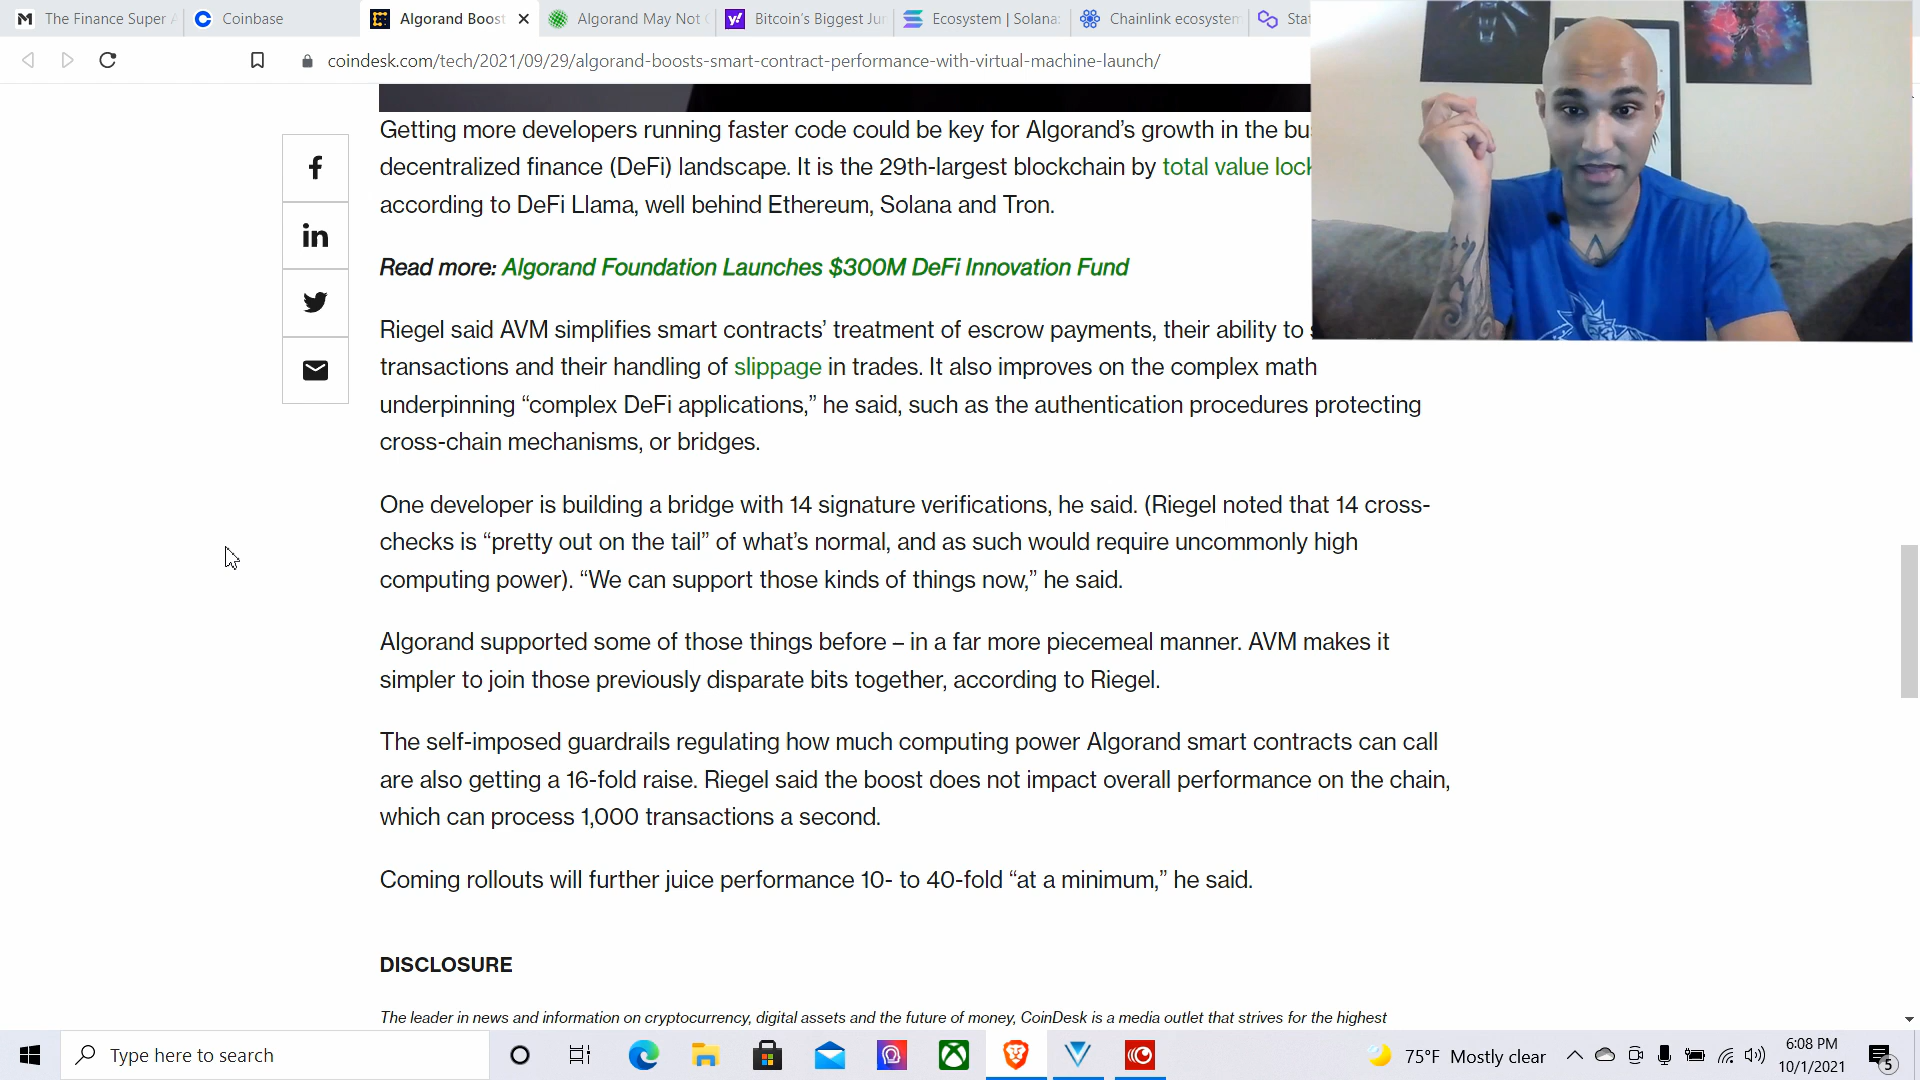 The Finance Super
Coinbase
Algorand Boost
Algorand May Not
Bitcoin's Biggest Ju
Ecosystem | Solana
Chainlink ecosystem
coindesk.com/tech/2021/09/29/algorand-boosts-smart-contract-performance-with-virtual-machine-launch/
Getting more developers running faster code could be key for Algorand’s growth in the
decentralized finance (DeFi) landscape. It is the 29th-largest blockchain by total value
according to DeFi Llama, well behind Ethereum, Solana and Tron.
Read more: Algorand Foundation Launches $300M DeFi Innovation Fund
Riegel said AVM simplifies smart contracts’ treatment of escrow payments, their ability to
transactions and their handling of slippage in trades. It also improves on the complex math
underpinning “complex DeFi applications,” he said, such as the authentication procedures protecting
cross-chain mechanisms, or bridges.
One developer is building a bridge with 14 signature verifications, he said. (Riegel noted that 14 cross-
checks is “pretty out on the tail” of what’s normal, and as such would require uncommonly high
computing power). “We can support those kinds of things now,” he said.
Algorand supported some of those things before – in a far more piecemeal manner. AVM makes it
simpler to join those previously disparate bits together, according to Riegel.
The self-imposed guardrails regulating how much computing power Algorand smart contracts can call
are also getting a 16-fold raise. Riegel said the boost does not impact overall performance on the chain,
which can process 1,000 transactions a second.
Coming rollouts will further juice performance 10- to 40-fold “at a minimum,” he said.
DISCLOSURE
The leader in news and information on cryptocurrency, digital assets and the future of money, CoinDesk is a media outlet that strives for the highest
Type here to search
75°F Mostly clear
6:08 PM
10/1/2021
5